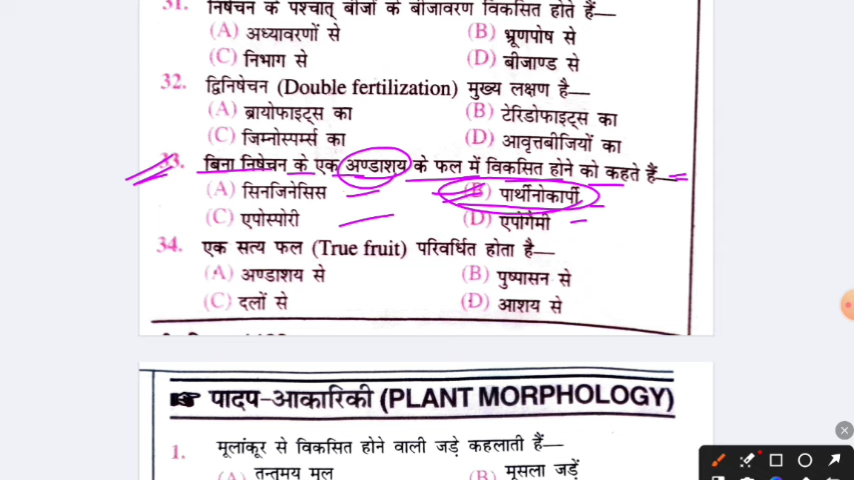 31. निषेचन के पश्चात् बीजों के बीजावरण विकसित होते हैं—
(A) अध्यावरणों से (B) भ्रूणपोष से
(C) निभाग से (D) बीजाण्ड से
32. द्विनिषेचन (Double fertilization) मुख्य लक्षण है—
(A) ब्रायोफाइट्स का (B) टेरिडोफाइट्स का
(C) जिम्नोस्पर्म्स का (D) आवृत्तबीजियों का
33. बिना निषेचन के एक अण्डाशय के फल में विकसित होने को कहते हैं—
(A) सिनजिनेसिस (B) पार्थीनोकार्पी
(C) एपोस्पोरी (D) एपोगैमी
34. एक सत्य फल (True fruit) परिवर्धित होता है—
(A) अण्डाशय से (B) पुष्पासन से
(C) दलों से (D) आशय से
पादप-आकारिकी (PLANT MORPHOLOGY)
1. मूलांकूर से विकसित होने वाली जड़े कहलाती हैं—
(A) तन्तुमय मूल (B) मूसला जड़ें